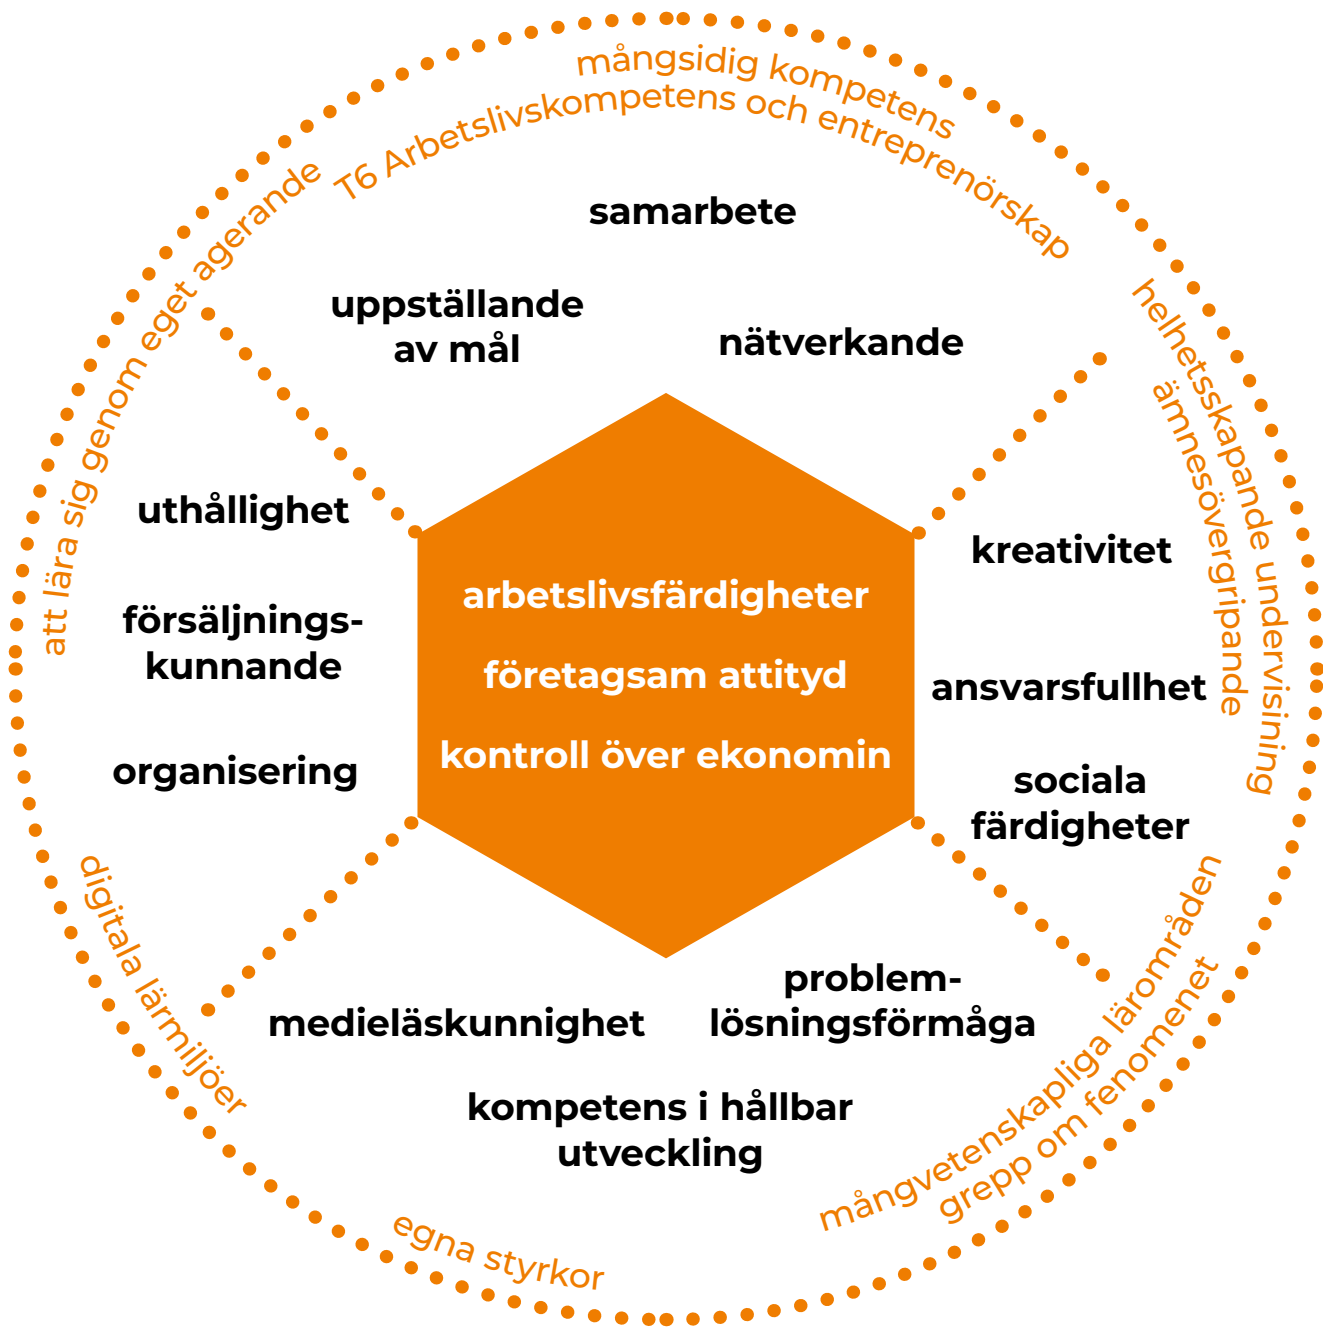 mångsidig kompetens
T6 Arbetslivskompetens och entreprenörskap
att lära sig genom eget agerande
helhetsskapande undervisining
ämnesövergripande
samarbete
uppställande
av mål
nätverkande
uthållighet
försäljnings-
kunnande
organisering
arbetslivsfärdigheter
företagsam attityd
kontroll över ekonomin
kreativitet
ansvarsfullhet
sociala
färdigheter
medieläskunnighet
problem-
lösningsförmåga
kompetens i hållbar
utveckling
digitala lärmiljöer
egna styrkor
mångvetenskapliga lärområden
grepp om fenomenet